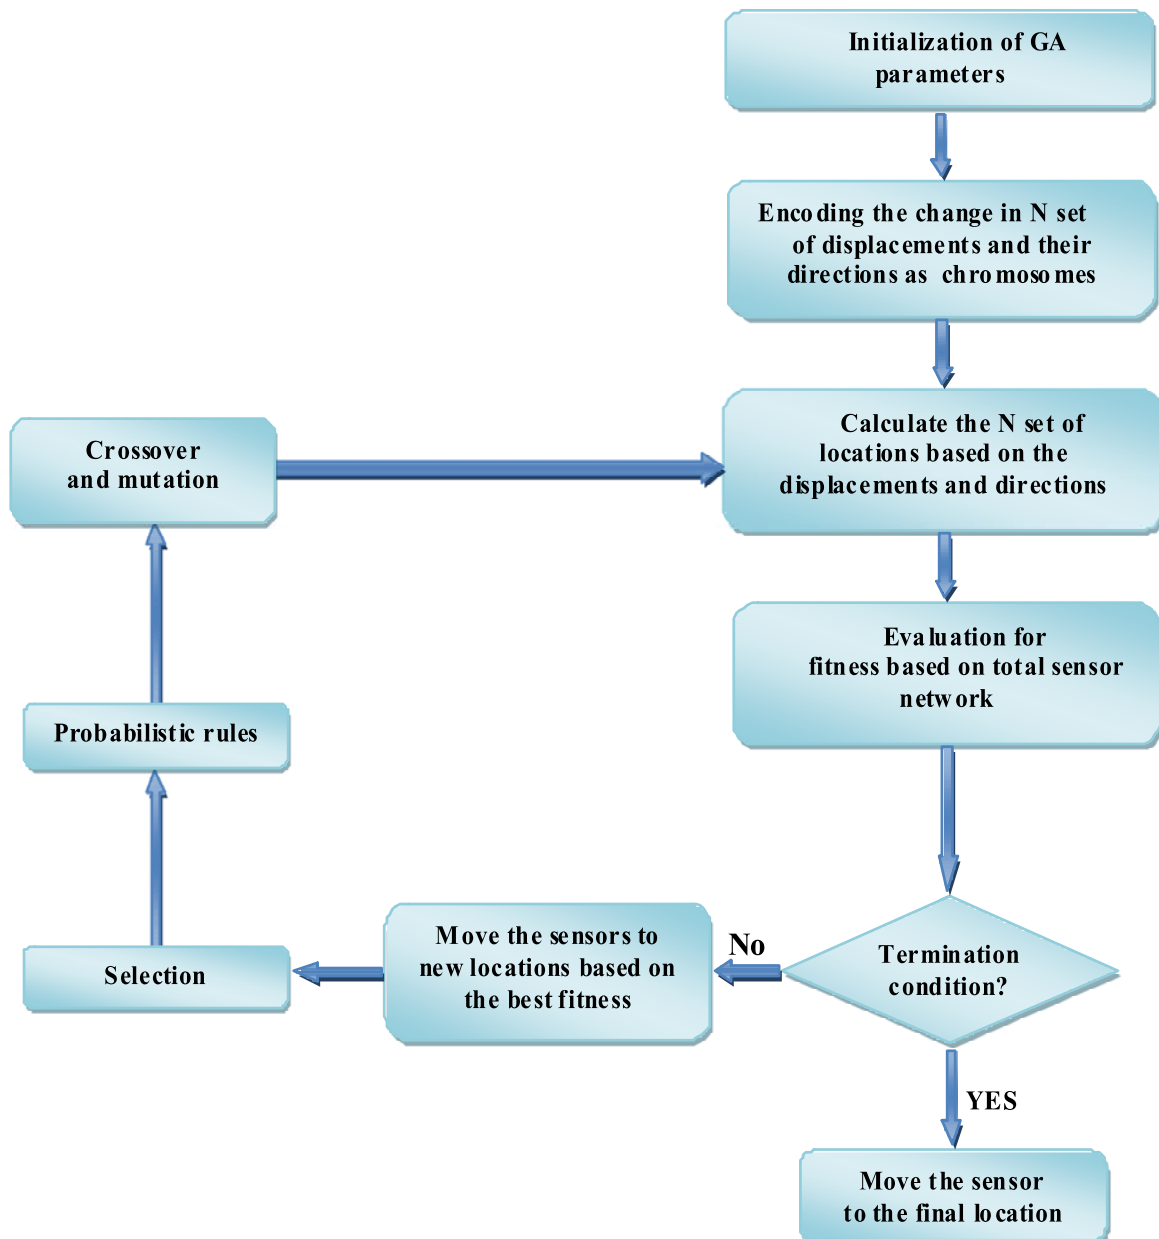 Initialization of GA
parameters
Encoding the change in N set
of displacements and their
directions as chromosomes
Calculate the N set of
locations based on the
displacements and directions
Crossover
and mutation
Evaluation for
fitness based on total sensor
network
Probabilistic rules
Termination
condition?
No
Move the sensors to
new locations based on
the best fitness
Selection
YES
Move the sensor
to the final location